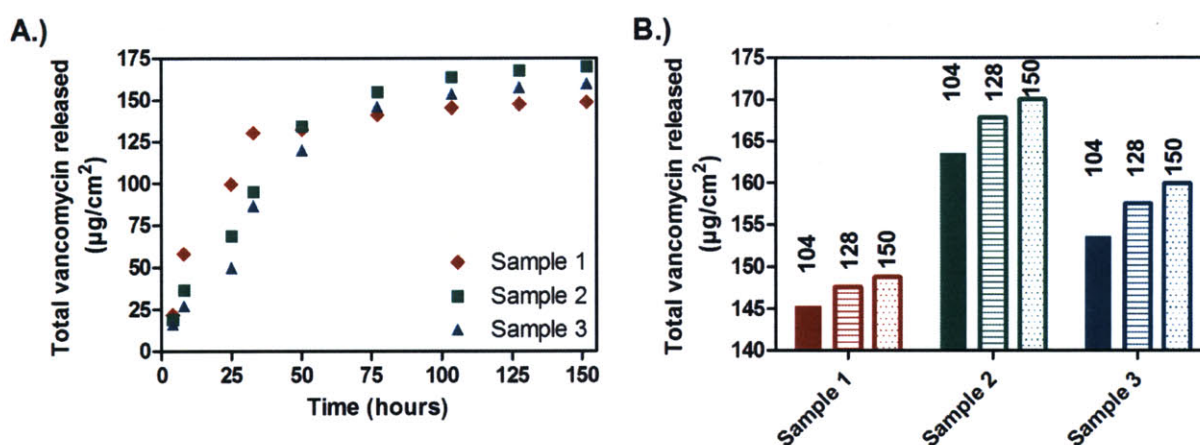 A.)
Total vancomycin released
(µg/cm²)
175
150
125
100
75
50
25
0
0
25
50
75
100
125
150
Time (hours)
Sample 1
Sample 2
Sample 3
B.)
Total vancomycin released
(µg/cm²)
175
170
165
160
155
150
145
140
104
128
150
104
128
150
104
128
150
Sample 1
Sample 2
Sample 3